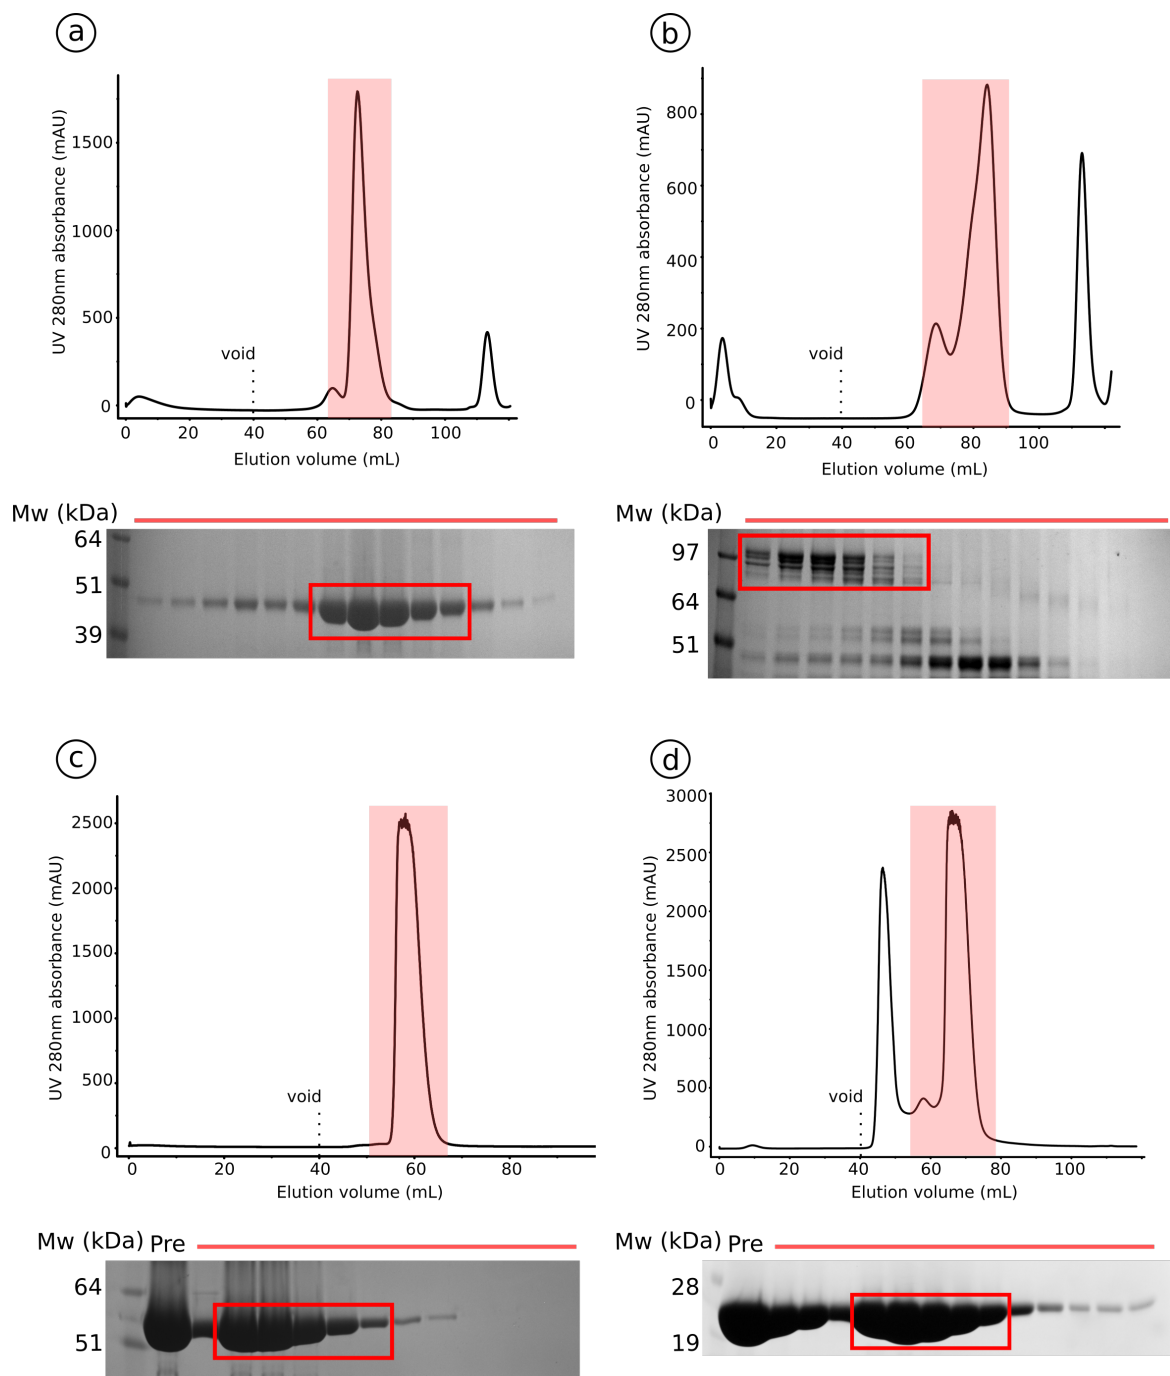 a
UV 280nm absorbance (mAU)
1500
1000
500
0
void
0 20 40 60 80 100
Elution volume (mL)
Mw (kDa)
64
51
39
b
UV 280nm absorbance (mAU)
800
600
400
200
0
void
0 20 40 60 80 100
Elution volume (mL)
Mw (kDa)
97
64
51
c
UV 280nm absorbance (mAU)
2500
2000
1500
1000
500
0
void
0 20 40 60 80
Elution volume (mL)
Mw (kDa) Pre
64
51
d
UV 280nm absorbance (mAU)
3000
2500
2000
1500
1000
500
0
void
0 20 40 60 80 100
Elution volume (mL)
Mw (kDa) Pre
28
19